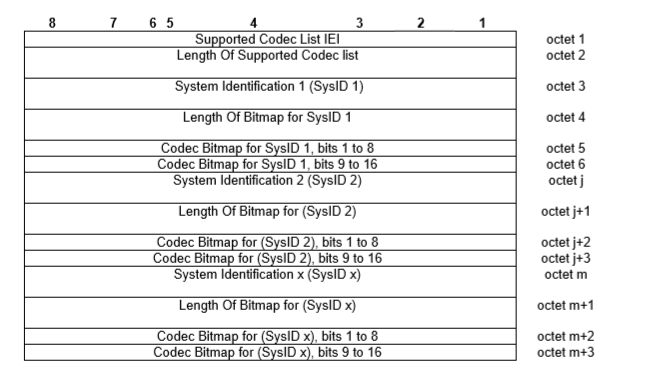 8 7 6 5 4 3 2 1
Supported Codec List IEI octet 1
Length Of Supported Codec list octet 2
System Identification 1 (SysID 1) octet 3
Length Of Bitmap for SysID 1 octet 4
Codec Bitmap for SysID 1, bits 1 to 8 octet 5
Codec Bitmap for SysID 1, bits 9 to 16 octet 6
System Identification 2 (SysID 2) octet j
Length Of Bitmap for (SysID 2) octet j+1
Codec Bitmap for (SysID 2), bits 1 to 8 octet j+2
Codec Bitmap for (SysID 2), bits 9 to 16 octet j+3
System Identification x (SysID x) octet m
Length Of Bitmap for (SysID x) octet m+1
Codec Bitmap for (SysID x), bits 1 to 8 octet m+2
Codec Bitmap for (SysID x), bits 9 to 16 octet m+3